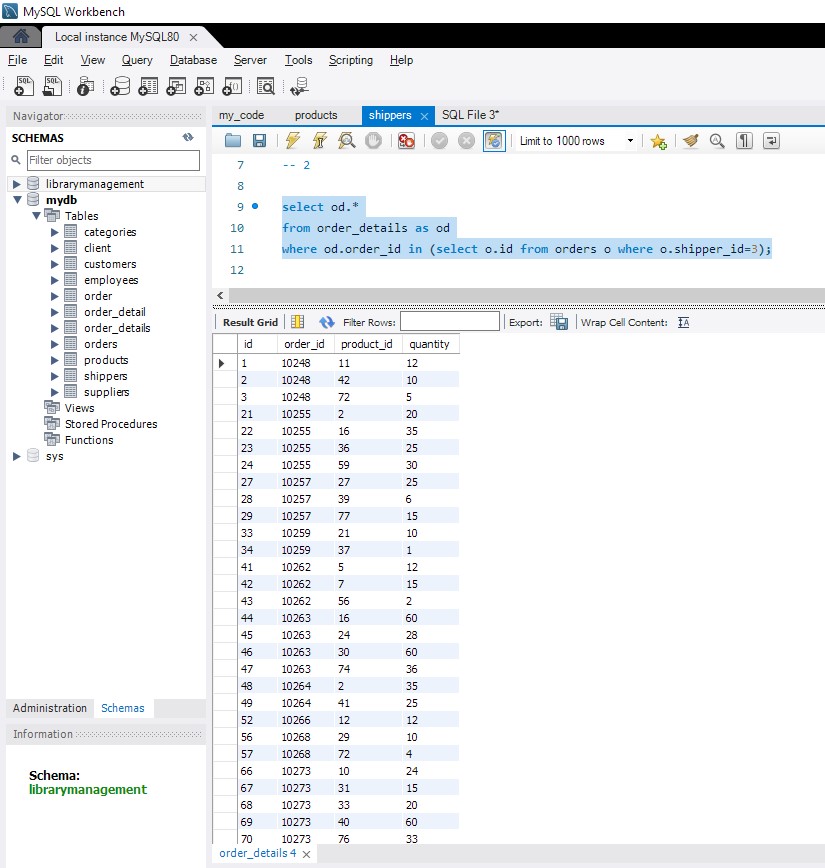 MySQL Workbench
Local instance MySQL80
File Edit View Query Database Server Tools Scripting Help
SQL SQL
Navigator
SCHEMAS
Filter objects
librarymanagement
mydb
Tables
categories
client
customers
employees
order
order_detail
order_details
orders
products
shippers
suppliers
Views
Stored Procedures
Functions
sys
Administration Schemas
Information
Schema:
librarymanagement
my_code products shippers SQL File 3*
Limit to 1000 rows
7 -- 2
8
9 select od.*
10 from order_details as od
11 where od.order_id in (select o.id from orders o where o.shipper_id=3);
12
Result Grid Filter Rows: Export: Wrap Cell Content: IA
id order_id product_id quantity
1 10248 11 12
2 10248 42 10
3 10248 72 5
21 10255 2 20
22 10255 16 35
23 10255 36 25
24 10255 59 30
27 10257 27 25
28 10257 39 6
29 10257 77 15
33 10259 21 10
34 10259 37 1
41 10262 5 12
42 10262 7 15
43 10262 56 2
44 10263 16 60
45 10263 24 28
46 10263 30 60
47 10263 74 36
48 10264 2 35
49 10264 41 25
52 10266 12 12
56 10268 29 10
57 10268 72 4
66 10273 10 24
67 10273 31 15
68 10273 33 20
69 10273 40 60
70 10273 76 33
order_details 4